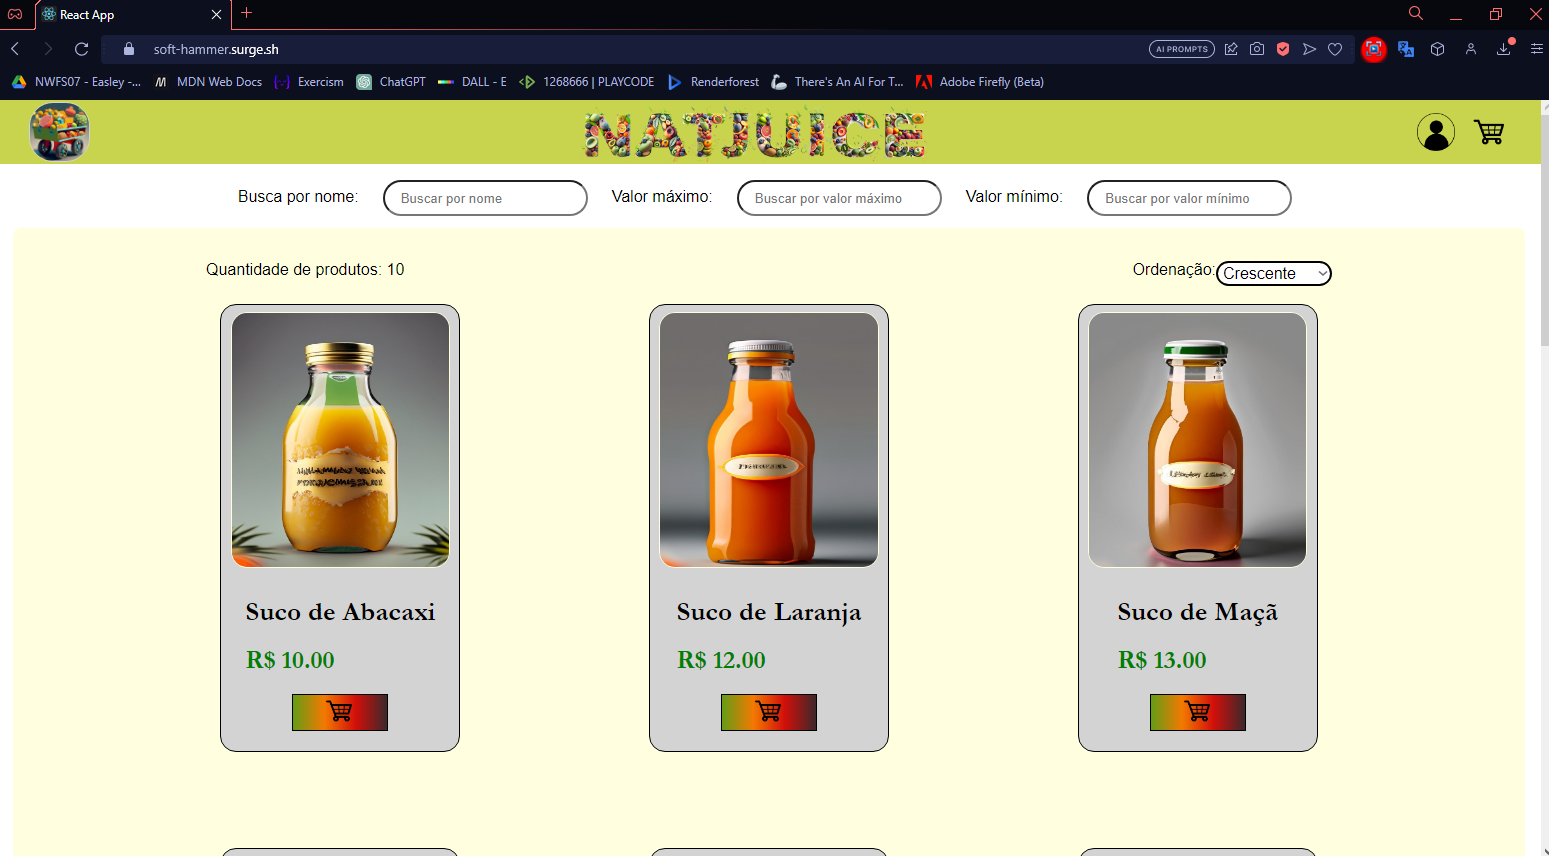 React App
soft-hammer.surge.sh
AI PROMPTS
NWFS07 - Easley -...
MDN Web Docs
Exercism
ChatGPT
DALL - E
1268666 | PLAYCODE
Renderforest
There's An AI For T...
Adobe Firefly (Beta)
NATJUICE
Busca por nome:
Buscar por nome
Valor máximo:
Buscar por valor máximo
Valor mínimo:
Buscar por valor mínimo
Quantidade de produtos: 10
Ordenação:
Crescente
Suco de Abacaxi
R$ 10.00
Suco de Laranja
R$ 12.00
Suco de Maçã
R$ 13.00